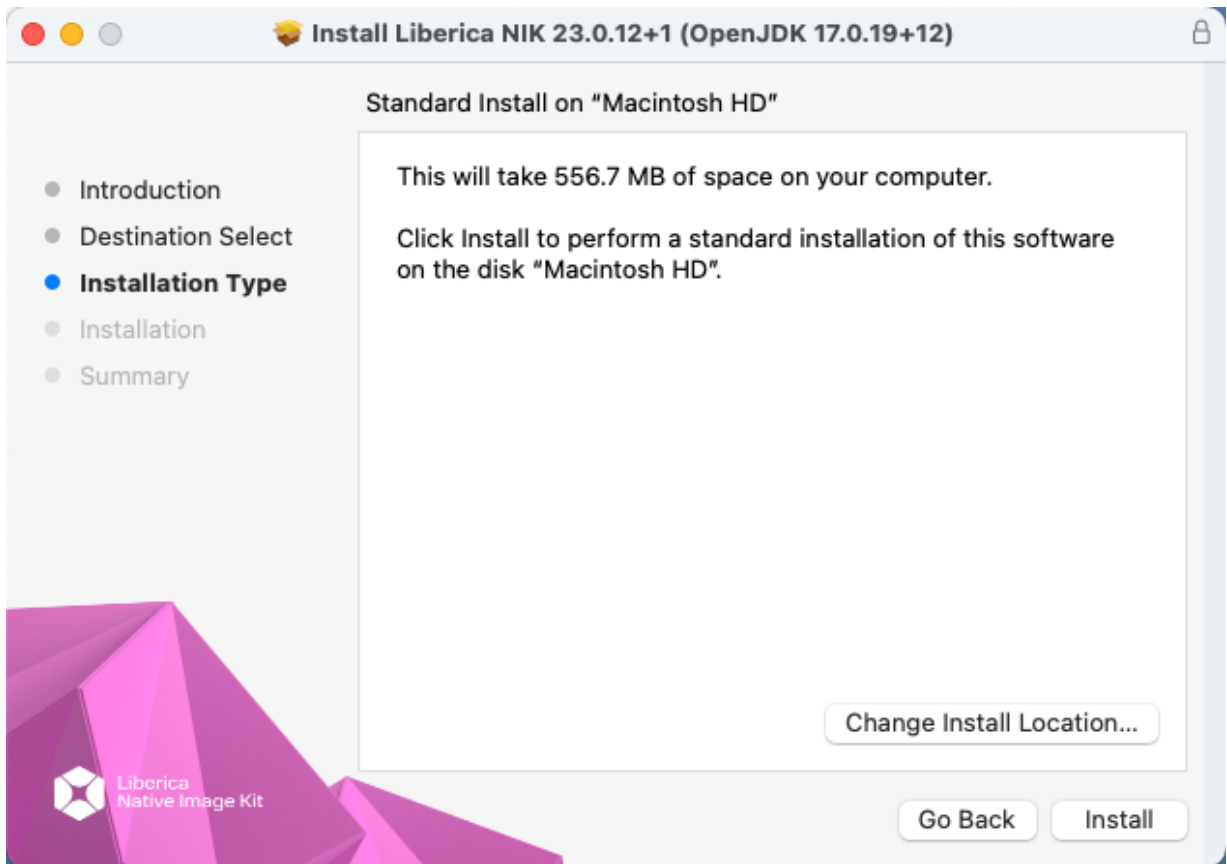 Install Liberica NIK 23.0.12+1 (OpenJDK 17.0.19+12)
Standard Install on “Macintosh HD”
Introduction
Destination Select
Installation Type
Installation
Summary
This will take 556.7 MB of space on your computer.
Click Install to perform a standard installation of this software
on the disk “Macintosh HD”.
Change Install Location...
Liberica
Native Image Kit
Go Back
Install